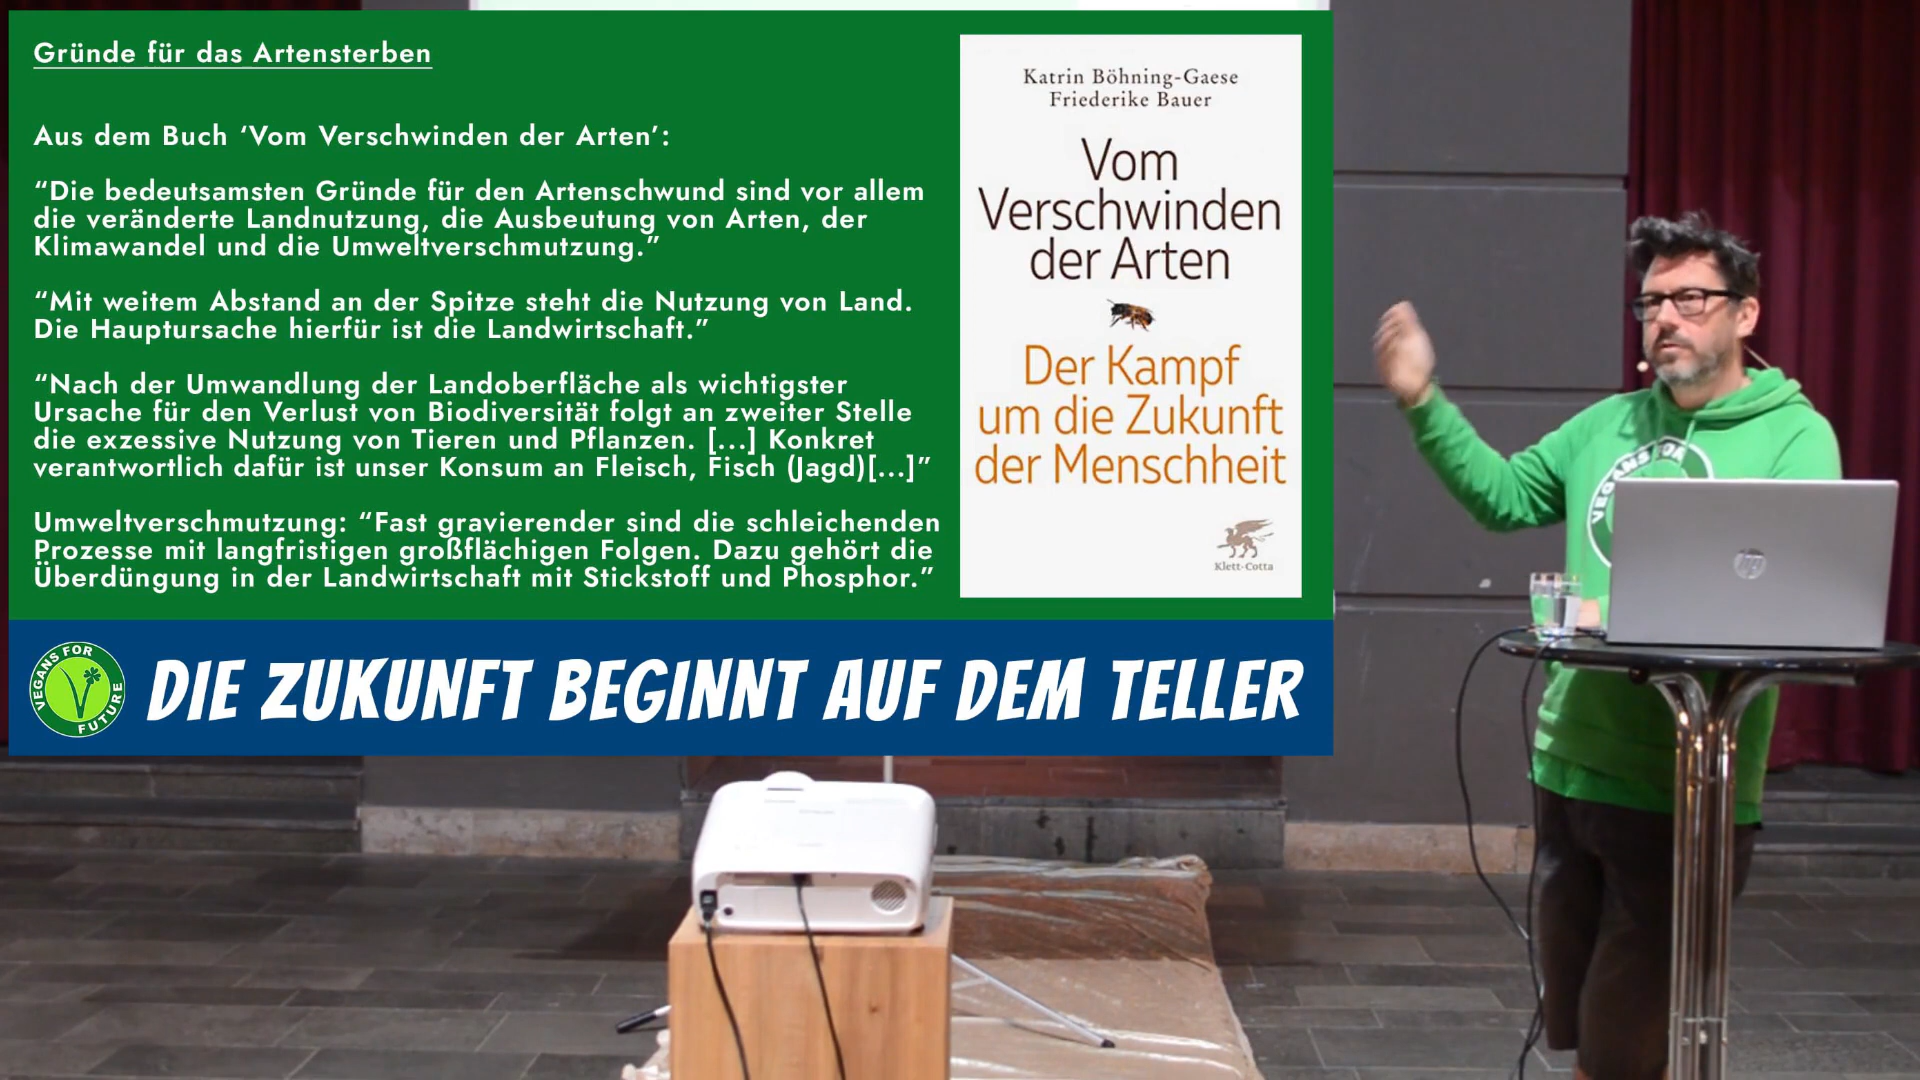 Gründe für das Artensterben
Aus dem Buch ‘Vom Verschwinden der Arten’:
“Die bedeutsamsten Gründe für den Artenschwund sind vor allem
die veränderte Landnutzung, die Ausbeutung von Arten, der
Klimawandel und die Umweltverschmutzung.”
“Mit weitem Abstand an der Spitze steht die Nutzung von Land.
Die Hauptursache hierfür ist die Landwirtschaft.”
“Nach der Umwandlung der Landoberfläche als wichtigster
Ursache für den Verlust von Biodiversität folgt an zweiter Stelle
die exzessive Nutzung von Tieren und Pflanzen. [...] Konkret
verantwortlich dafür ist unser Konsum an Fleisch, Fisch (Jagd)[...]”
Umweltverschmutzung: “Fast gravierender sind die schleichenden
Prozesse mit langfristigen großflächigen Folgen. Dazu gehört die
Überdüngung in der Landwirtschaft mit Stickstoff und Phosphor.”
Katrin Böhning-Gaese
Friederike Bauer
Vom
Verschwinden
der Arten
Der Kampf
um die Zukunft
der Menschheit
Klett-Cotta
VEGANS FOR
FUTURE
DIE ZUKUNFT BEGINNT AUF DEM TELLER
VEGANS FOR
hp